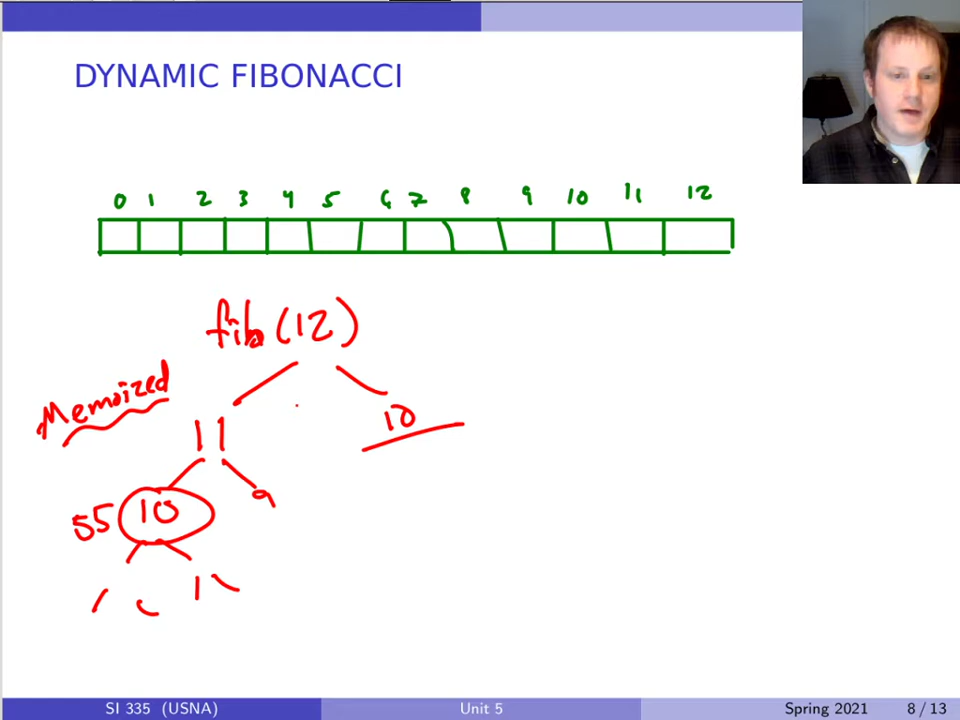 DYNAMIC FIBONACCI
0 1 2 3 4 5 6 7 8 9 10 11 12
fib(12)
Memoized
11 10
55 10 9
SI 335 (USNA) Unit 5 Spring 2021 8 / 13